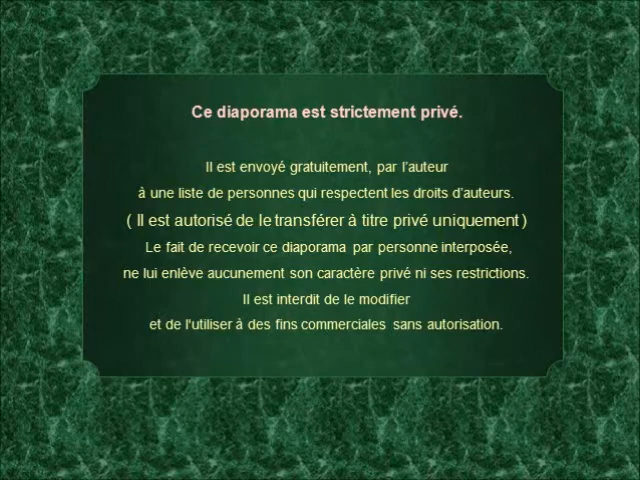 Ce diaporama est strictement privé.
Il est envoyé gratuitement, par l'auteur
à une liste de personnes qui respectent les droits d'auteurs.
( Il est autorisé de le transférer à titre privé uniquement )
Le fait de recevoir ce diaporama par personne interposée,
ne lui enlève aucunement son caractère privé ni ses restrictions.
Il est interdit de le modifier
et de l'utiliser à des fins commerciales sans autorisation.